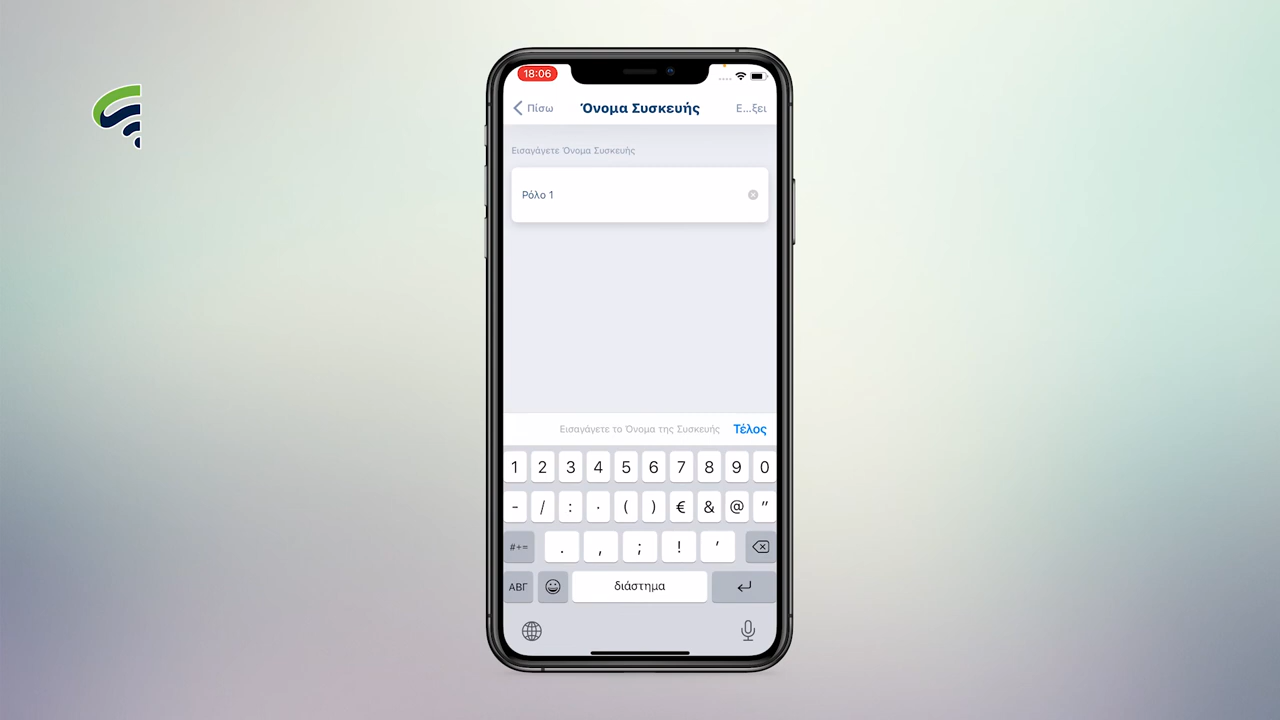 18:06
Πίσω
Όνομα Συσκευής
Ε...ξει
Εισαγάγετε Όνομα Συσκευής
Ρόλο 1
Εισαγάγετε το Όνομα της Συσκευής
Τέλος
1 2 3 4 5 6 7 8 9 0
- / : · ( ) € & @ "
#+= . , ; ! ’
ΑΒΓ διάστημα